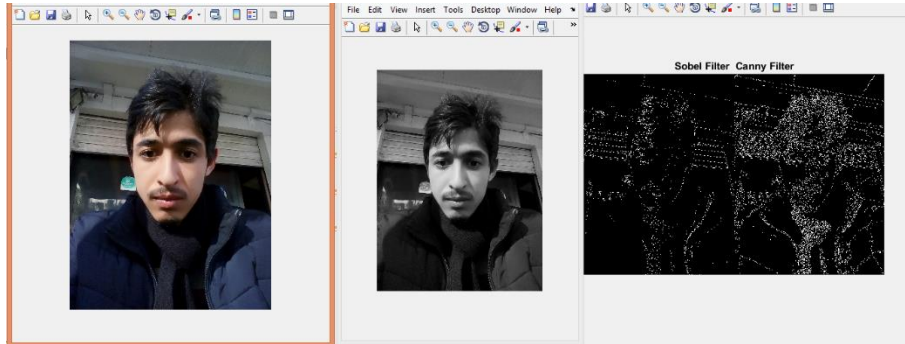 File Edit View Insert Tools Desktop Window Help
Sobel Filter Canny Filter